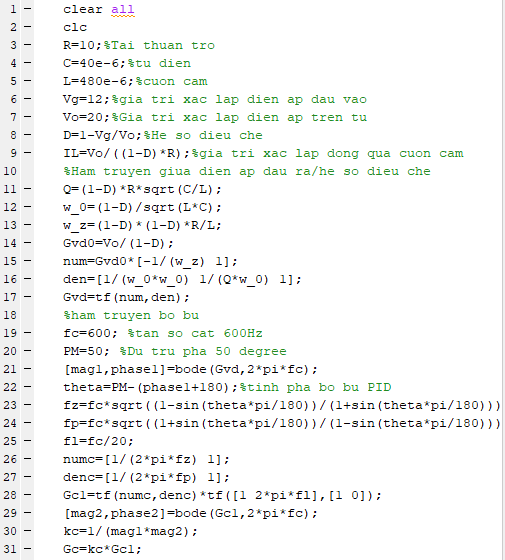 1 - clear all
2 - clc
3 - R=10;%Tai thuan tro
4 - C=40e-6;%tu dien
5 - L=480e-6;%cuon cam
6 - Vg=12;%gia tri xac lap dien ap dau vao
7 - Vo=20;%Gia tri xac lap dien ap tren tu
8 - D=1-Vg/Vo;%He so dieu che
9 - IL=Vo/((1-D)*R);%gia tri xac lap dong qua cuon cam
10 %Ham truyen giua dien ap dau ra/he so dieu che
11 - Q=(1-D)*R*sqrt(C/L);
12 - w_0=(1-D)/sqrt(L*C);
13 - w_z=(1-D)*(1-D)*R/L;
14 - Gvd0=Vo/(1-D);
15 - num=Gvd0*[-1/(w_z) 1];
16 - den=[1/(w_0*w_0) 1/(Q*w_0) 1];
17 - Gvd=tf(num,den);
18 %ham truyen bo bu
19 - fc=600; %tan so cat 600Hz
20 - PM=50; %Du tru pha 50 degree
21 - [mag1,phase1]=bode(Gvd,2*pi*fc);
22 - theta=PM-(phase1+180);%tinh pha bo bu PID
23 - fz=fc*sqrt((1-sin(theta*pi/180))/(1+sin(theta*pi/180)))
24 - fp=fc*sqrt((1+sin(theta*pi/180))/(1-sin(theta*pi/180)))
25 - fl=fc/20;
26 - numc=[1/(2*pi*fz) 1];
27 - denc=[1/(2*pi*fp) 1];
28 - Gc1=tf(numc,denc)*tf([1 2*pi*fl],[1 0]);
29 - [mag2,phase2]=bode(Gc1,2*pi*fc);
30 - kc=1/(mag1*mag2);
31 - Gc=kc*Gc1;